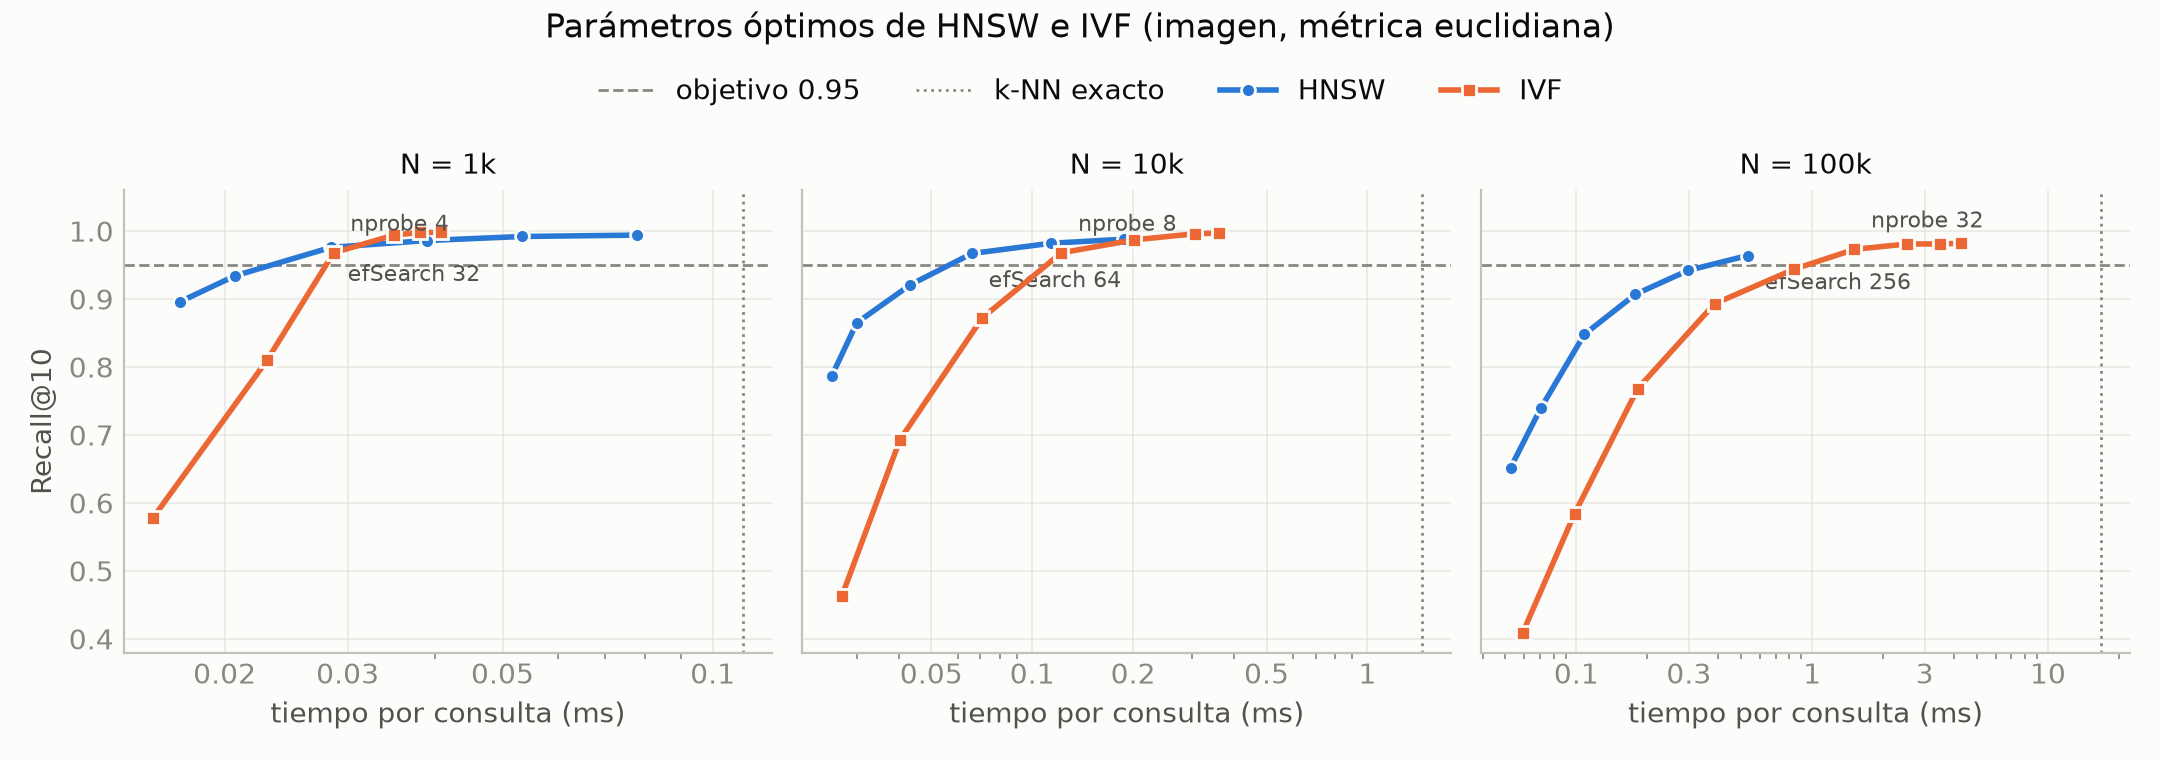 Parámetros óptimos de HNSW e IVF (imagen, métrica euclidiana)
objetivo 0.95
k-NN exacto
HNSW
IVF
N = 1k
N = 10k
N = 100k
Recall@10
1.0
0.9
0.8
0.7
0.6
0.5
0.4
nprobe 4
efSearch 32
nprobe 8
efSearch 64
nprobe 32
efSearch 256
0.02 0.03 0.05 0.1
0.05 0.1 0.2 0.5 1
0.1 0.3 1 3 10
tiempo por consulta (ms)
tiempo por consulta (ms)
tiempo por consulta (ms)